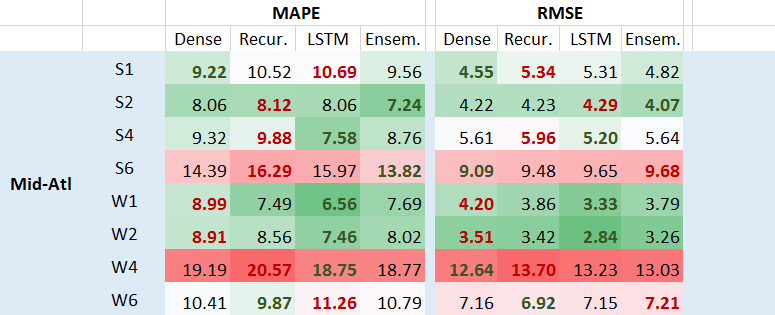 MAPE RMSE
Dense Recur. LSTM Ensem. Dense Recur. LSTM Ensem.
S1 9.22 10.52 10.69 9.56 4.55 5.34 5.31 4.82
S2 8.06 8.12 8.06 7.24 4.22 4.23 4.29 4.07
S4 9.32 9.88 7.58 8.76 5.61 5.96 5.20 5.64
S6 14.39 16.29 15.97 13.82 9.09 9.48 9.65 9.68
Mid-Atl
W1 8.99 7.49 6.56 7.69 4.20 3.86 3.33 3.79
W2 8.91 8.56 7.46 8.02 3.51 3.42 2.84 3.26
W4 19.19 20.57 18.75 18.77 12.64 13.70 13.23 13.03
W6 10.41 9.87 11.26 10.79 7.16 6.92 7.15 7.21